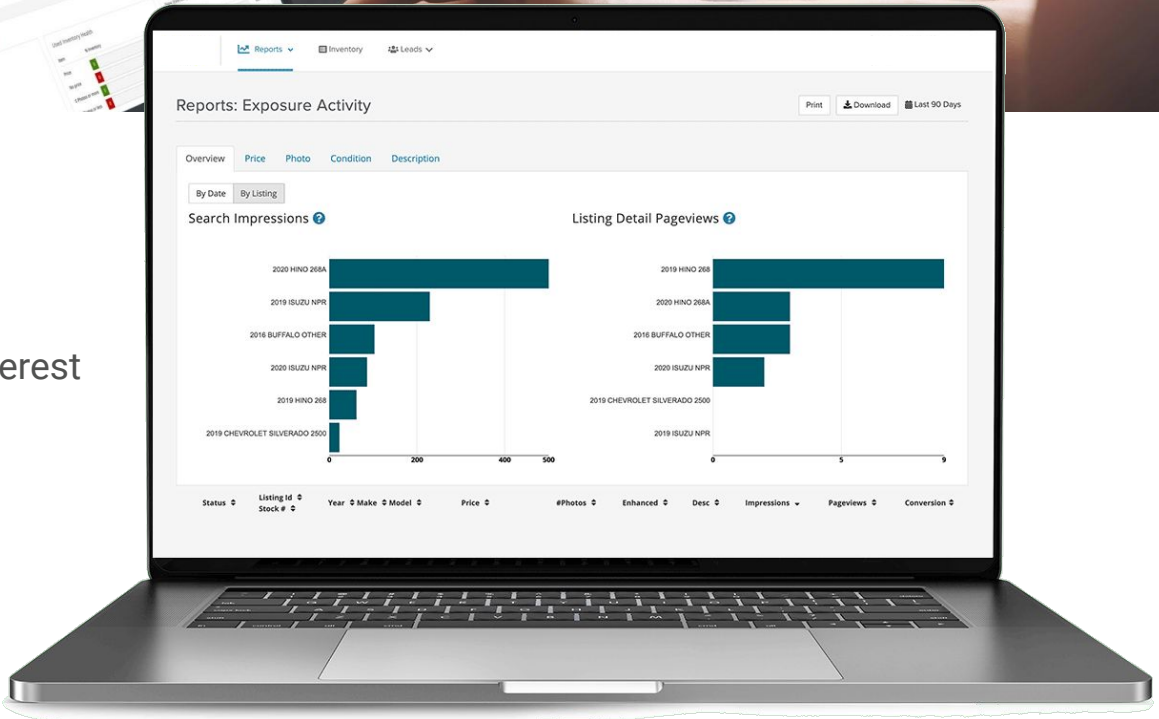 Used Inventory Health
Reports
Inventory
Leads
Reports: Exposure Activity
Print
Download
Last 90 Days
Overview
Price
Photo
Condition
Description
By Date
By Listing
Search Impressions
2020 HINO 268A
2019 ISUZU NPR
2016 BUFFALO OTHER
2020 ISUZU NPR
2019 HINO 268
2019 CHEVROLET SILVERADO 2500
0 200 400 500
Listing Detail Pageviews
2019 HINO 268
2020 HINO 268A
2016 BUFFALO OTHER
2020 ISUZU NPR
2019 CHEVROLET SILVERADO 2500
2019 ISUZU NPR
0 5 9
erest
Status
Listing Id
Stock #
Year
Make
Model
Price
#Photos
Enhanced
Desc
Impressions
Pageviews
Conversion